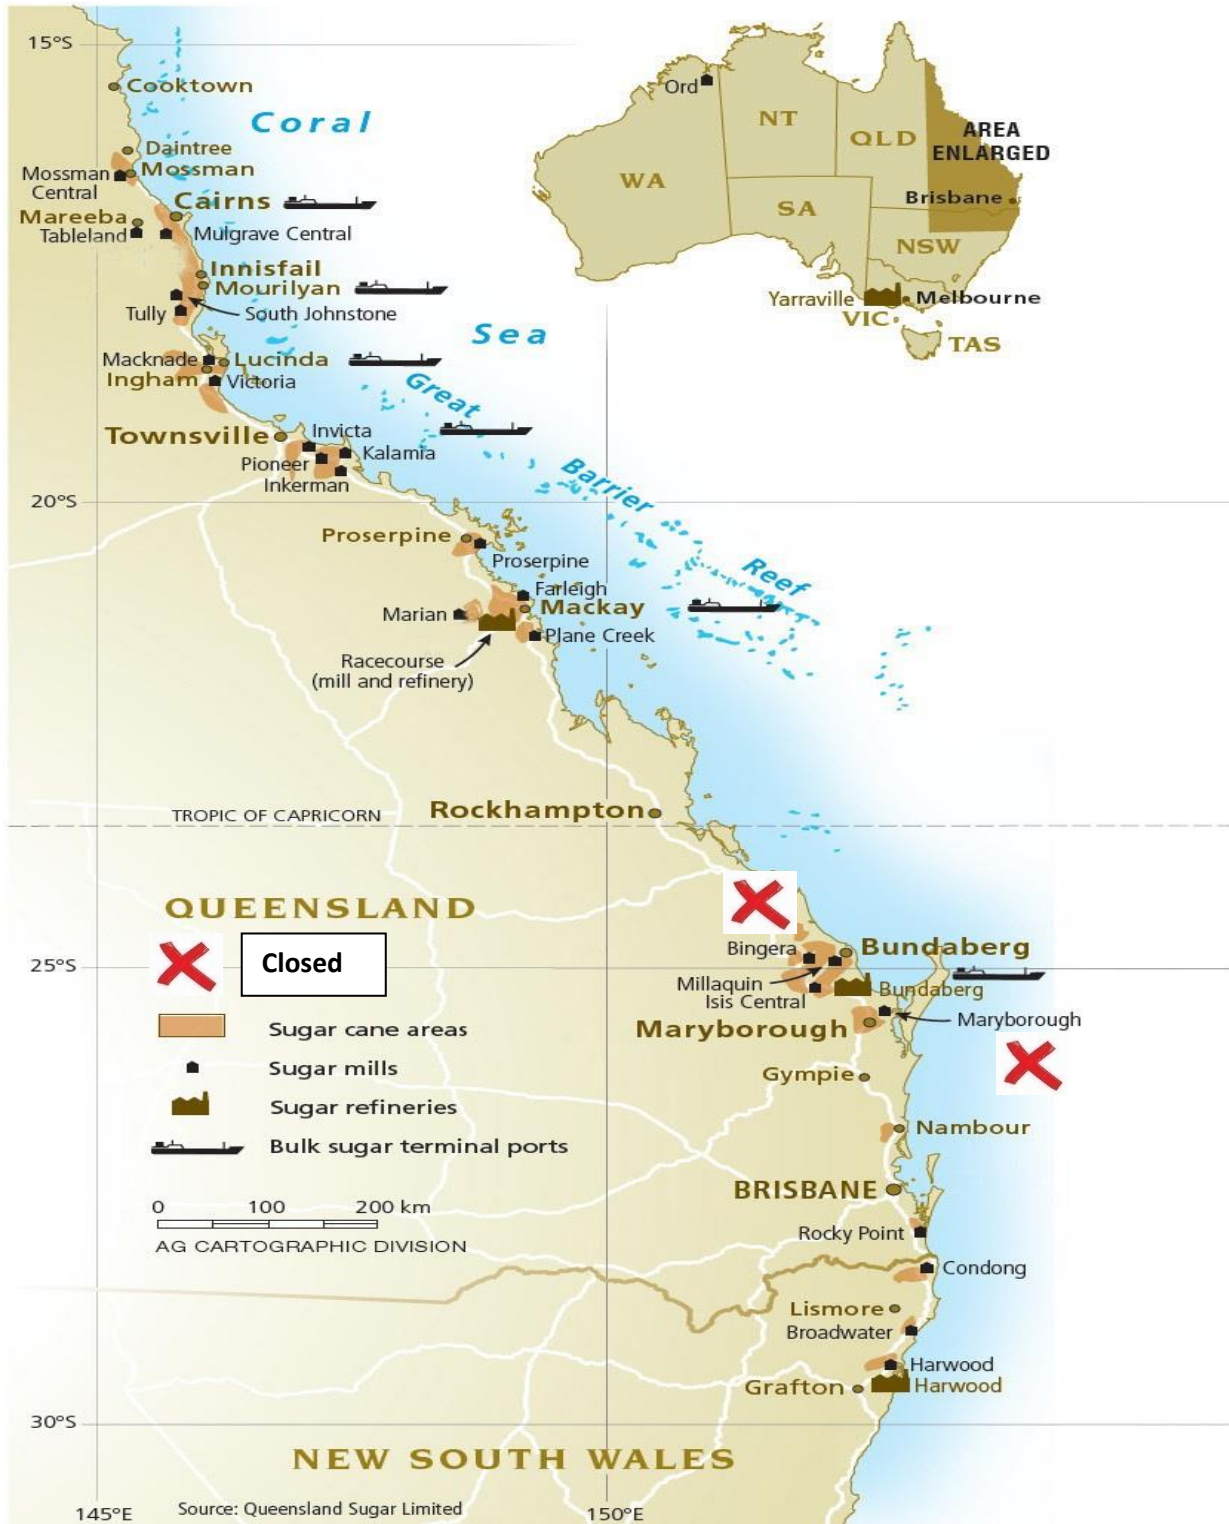 15°S
Cooktown
Coral
Daintree
Mossman
Mossman
Central
Cairns
Mareeba
Tableland
Mulgrave Central
Innisfail
Mourilyan
Tully
South Johnstone
Sea
Macknade
Lucinda
Ingham
Victoria
Great
Townsville
Invicta
Kalamia
Pioneer
Inkerman
Barrier
20°S
Proserpine
Proserpine
Reef
Farleigh
Mackay
Marian
Plane Creek
Racecourse
(mill and refinery)
Rockhampton
TROPIC OF CAPRICORN
Ord
NT
QLD
AREA
ENLARGED
WA
SA
Brisbane
NSW
Yarraville
Melbourne
VIC
TAS
QUEENSLAND
Closed
25°S
Sugar cane areas
Sugar mills
Sugar refineries
Bulk sugar terminal ports
0 100 200 km
AG CARTOGRAPHIC DIVISION
Bingera
Bundaberg
Millaquin
Isis Central
Bundaberg
Maryborough
Maryborough
Gympie
Nambour
BRISBANE
Rocky Point
Condong
Lismore
Broadwater
Harwood
Harwood
Grafton
30°S
NEW SOUTH WALES
145°E
Source: Queensland Sugar Limited
150°E